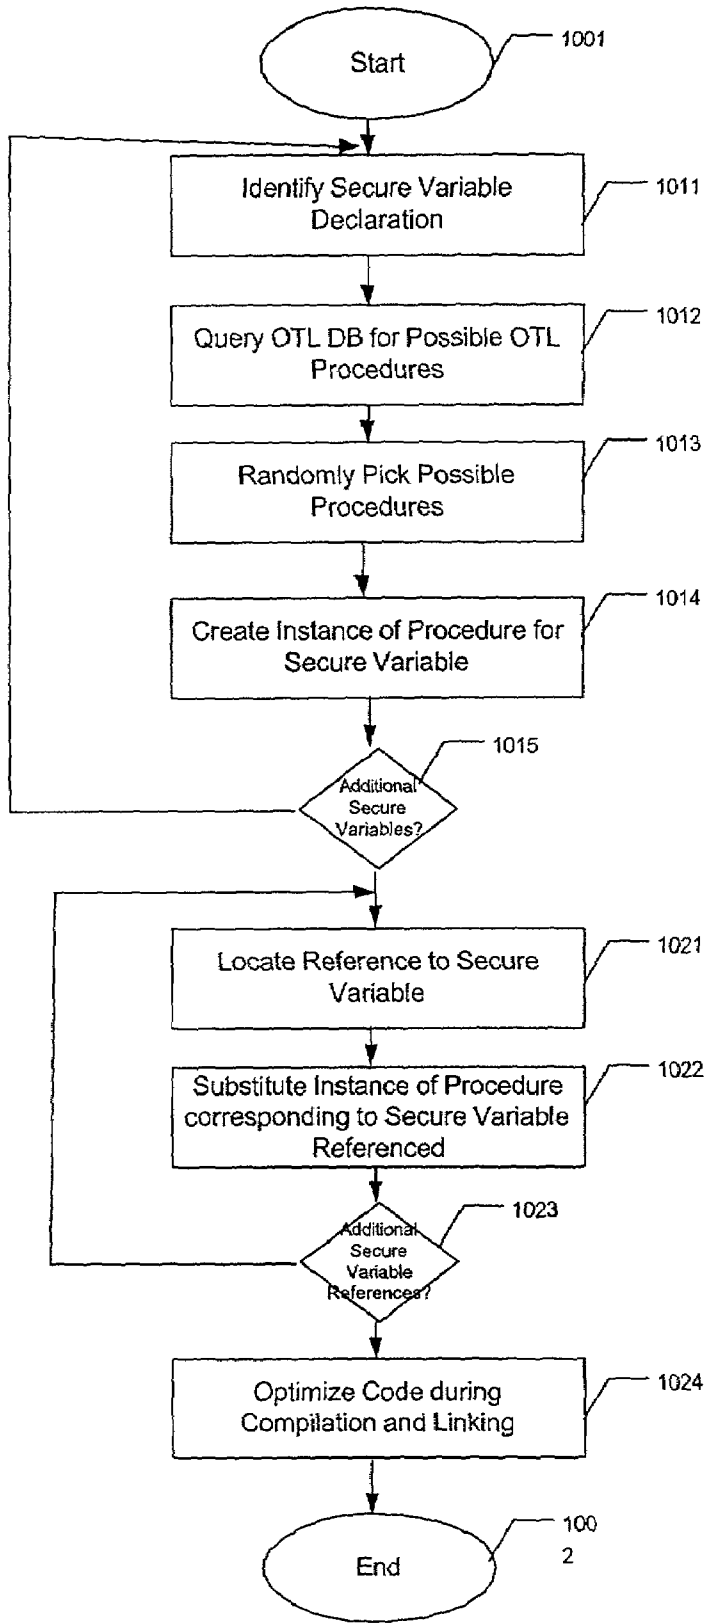 Start
1001
Identify Secure Variable
Declaration
1011
Query OTL DB for Possible OTL
Procedures
1012
Randomly Pick Possible
Procedures
1013
Create Instance of Procedure for
Secure Variable
1014
Additional
Secure
Variables?
1015
Locate Reference to Secure
Variable
1021
Substitute Instance of Procedure
corresponding to Secure Variable
Referenced
1022
Additional
Secure
Variable
References?
1023
Optimize Code during
Compilation and Linking
1024
End
100
2